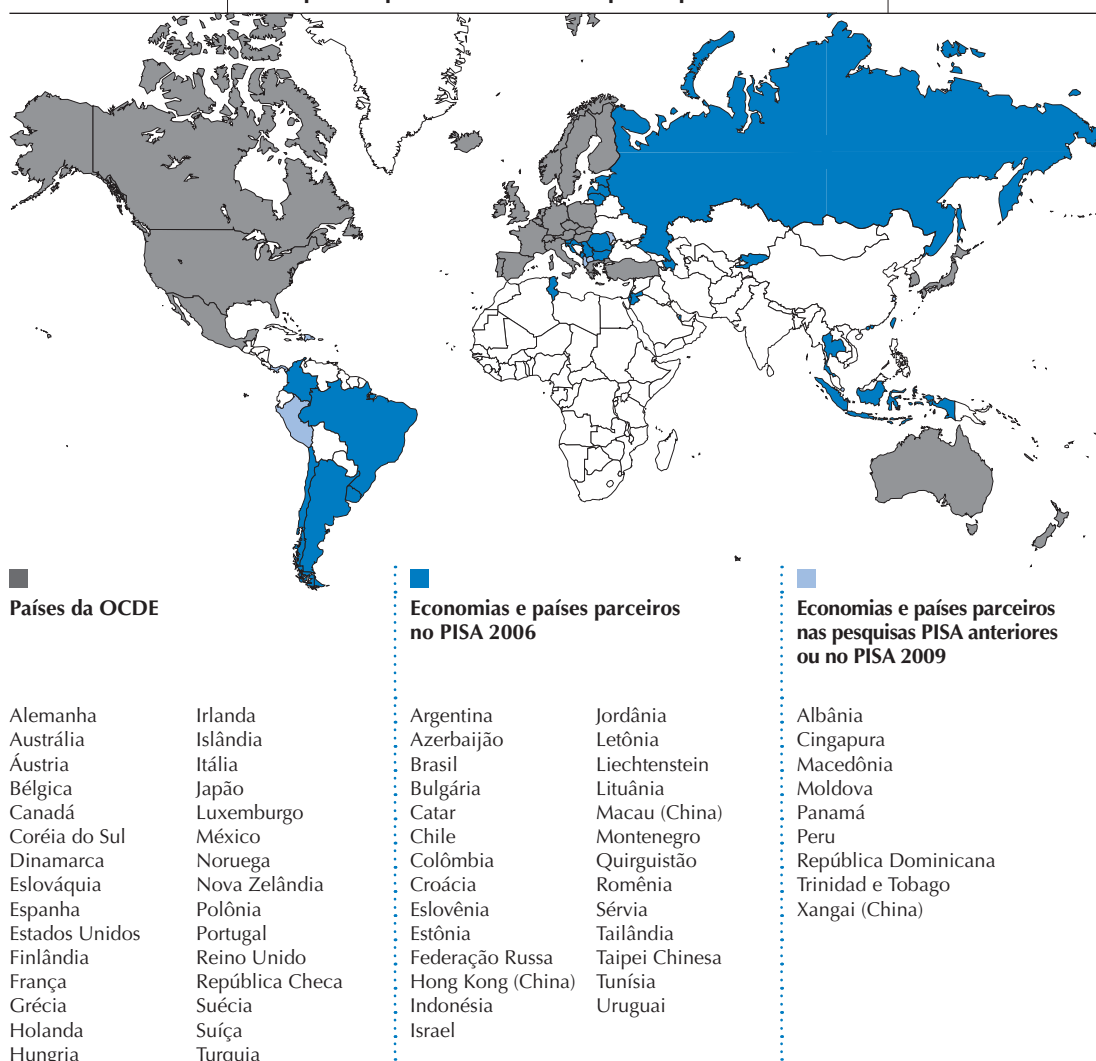 Países da OCDE
Economias e países parceiros
no PISA 2006
Economias e países parceiros
nas pesquisas PISA anteriores
ou no PISA 2009
Alemanha
Austrália
Áustria
Bélgica
Canadá
Coréia do Sul
Dinamarca
Eslováquia
Espanha
Estados Unidos
Finlândia
França
Grécia
Holanda
Hungria
Irlanda
Islândia
Itália
Japão
Luxemburgo
México
Noruega
Nova Zelândia
Polônia
Portugal
Reino Unido
República Checa
Suécia
Suíça
Turquia
Argentina
Azerbaijão
Brasil
Bulgária
Catar
Chile
Colômbia
Croácia
Eslovênia
Estônia
Federação Russa
Hong Kong (China)
Indonésia
Israel
Jordânia
Letônia
Liechtenstein
Lituânia
Macau (China)
Montenegro
Quirguistão
Romênia
Sérvia
Tailândia
Taipei Chinesa
Tunísia
Uruguai
Albânia
Cingapura
Macedônia
Moldova
Panamá
Peru
República Dominicana
Trinidad e Tobago
Xangai (China)